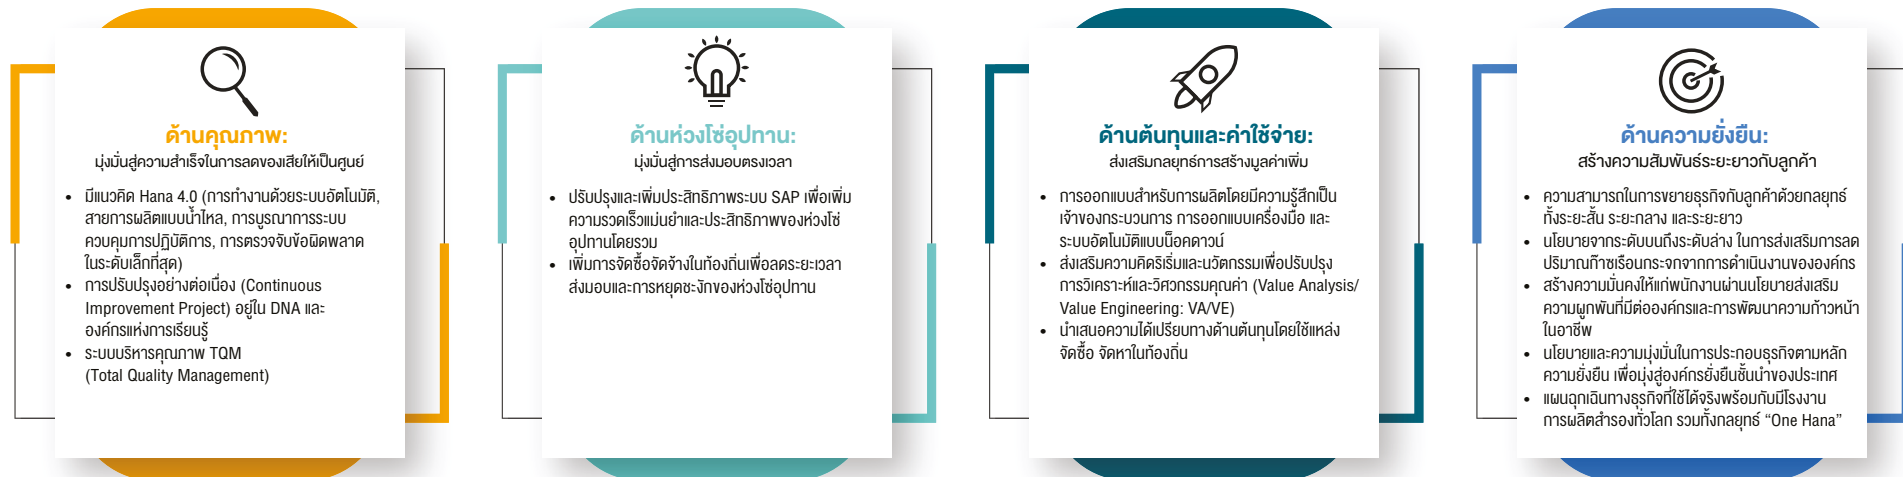 ด้านคุณภาพ:
มุ่งมั่นสู่ความสำเร็จในการลดของเสียให้เป็นศูนย์
• มีแนวคิด Hana 4.0 (การทำงานด้วยระบบอัตโนมัติ,
สายการผลิตแบบน้ำไหล, การบูรณาการระบบ
ควบคุมการปฏิบัติการ, การตรวจจับข้อผิดพลาด
ในระดับเล็กที่สุด)
• การปรับปรุงอย่างต่อเนื่อง (Continuous
Improvement Project) อยู่ใน DNA และ
องค์กรแห่งการเรียนรู้
• ระบบบริหารคุณภาพ TQM
(Total Quality Management)
ด้านห่วงโซ่อุปทาน:
มุ่งมั่นสู่การส่งมอบตรงเวลา
• ปรับปรุงและเพิ่มประสิทธิภาพระบบ SAP เพื่อเพิ่ม
ความรวดเร็วแม่นยำและประสิทธิภาพของห่วงโซ่
อุปทานโดยรวม
• เพิ่มการจัดซื้อจัดจ้างในท้องถิ่นเพื่อลดระยะเวลา
ส่งมอบและการหยุดชะงักของห่วงโซ่อุปทาน
ด้านต้นทุนและค่าใช้จ่าย:
ส่งเสริมกลยุทธ์การสร้างมูลค่าเพิ่ม
• การออกแบบสำหรับการผลิตโดยมีความรู้สึกเป็น
เจ้าของกระบวนการ การออกแบบเครื่องมือ และ
ระบบอัตโนมัติแบบน็อคดาวน์
• ส่งเสริมความคิดริเริ่มและนวัตกรรมเพื่อปรับปรุง
การวิเคราะห์และวิศวกรรมคุณค่า (Value Analysis/
Value Engineering: VA/VE)
• นำเสนอความได้เปรียบทางด้านต้นทุนโดยใช้แหล่ง
จัดซื้อ จัดหาในท้องถิ่น
ด้านความยั่งยืน:
สร้างความสัมพันธ์ระยะยาวกับลูกค้า
• ความสามารถในการขยายธุรกิจกับลูกค้าด้วยกลยุทธ์
ทั้งระยะสั้น ระยะกลาง และระยะยาว
• นโยบายจากระดับบนถึงระดับล่าง ในการส่งเสริมการลด
ปริมาณก๊าซเรือนกระจกจากการดำเนินงานขององค์กร
• สร้างความมั่นคงให้แก่พนักงานผ่านนโยบายส่งเสริม
ความผูกพันที่มีต่อองค์กรและการพัฒนาความก้าวหน้า
ในอาชีพ
• นโยบายและความมุ่งมั่นในการประกอบธุรกิจตามหลัก
ความยั่งยืน เพื่อมุ่งสู่องค์กรยั่งยืนชั้นนำของประเทศ
• แผนฉุกเฉินทางธุรกิจที่ใช้ได้จริงพร้อมกับมีโรงงาน
การผลิตสำรองทั่วโลก รวมทั้งกลยุทธ์ “One Hana”